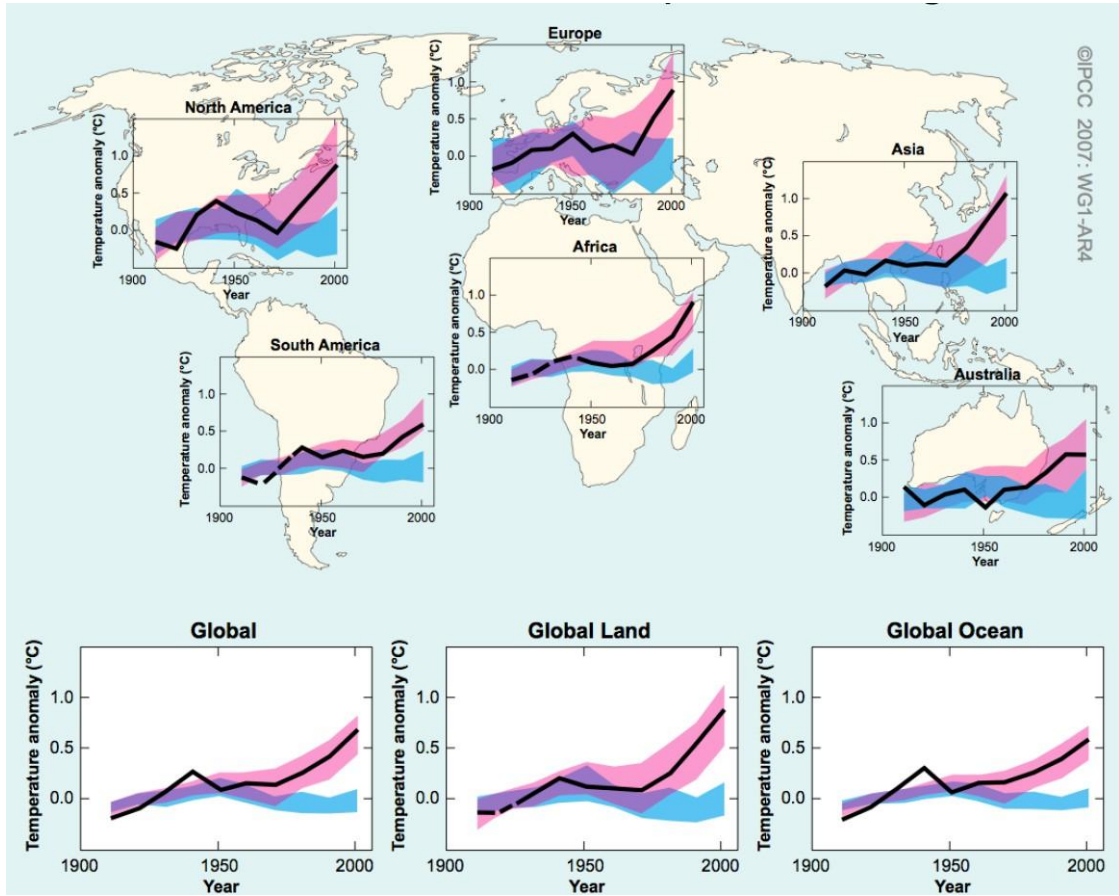 Europe
Temperature anomaly (°C)
1.0
0.5
0.0
1900
1950
2000
Year
©IPCC 2007: WG1-AR4
North America
Temperature anomaly (°C)
1.0
0.5
0.0
1900
1950
2000
Year
Asia
Temperature anomaly (°C)
1.0
0.5
0.0
1900
1950
2000
Year
Africa
Temperature anomaly (°C)
1.0
0.5
0.0
1900
1950
2000
Year
South America
Temperature anomaly (°C)
1.0
0.5
0.0
1900
1950
2000
Year
Australia
Temperature anomaly (°C)
1.0
0.5
0.0
1900
1950
2000
Year
Global
Temperature anomaly (°C)
1.0
0.5
0.0
1900
1950
2000
Year
Global Land
Temperature anomaly (°C)
1.0
0.5
0.0
1900
1950
2000
Year
Global Ocean
Temperature anomaly (°C)
1.0
0.5
0.0
1900
1950
2000
Year